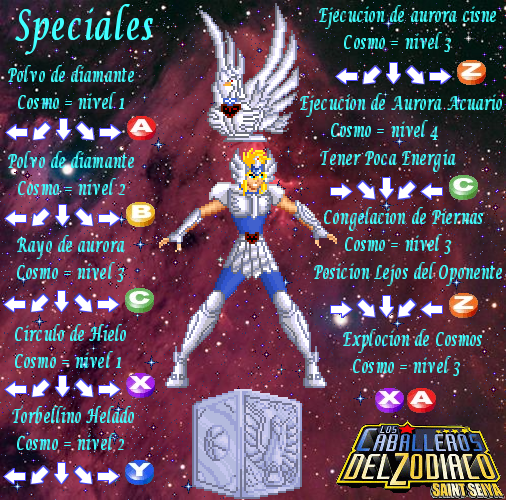 Speciales
Polvo de diamante
Cosmo = nivel 1
A
Polvo de diamante
Cosmo = nivel 2
B
Rayo de aurora
Cosmo = nivel 3
C
Circulo de Hielo
Cosmo = nivel 1
X
Torbellino Helado
Cosmo = nivel 2
Y
Ejecucion de aurora cisne
Cosmo = nivel 3
Z
Ejecucion de Aurora Acuario
Cosmo = nivel 4
Tener Poca Energia
C
Congelacion de Piernas
Cosmo = nivel 3
Posicion Lejos del Oponente
Z
Explocion de Cosmos
Cosmo = nivel 3
X A
LOS
CABALLEROS
DEL ZODIACO
SAINT SEIYA